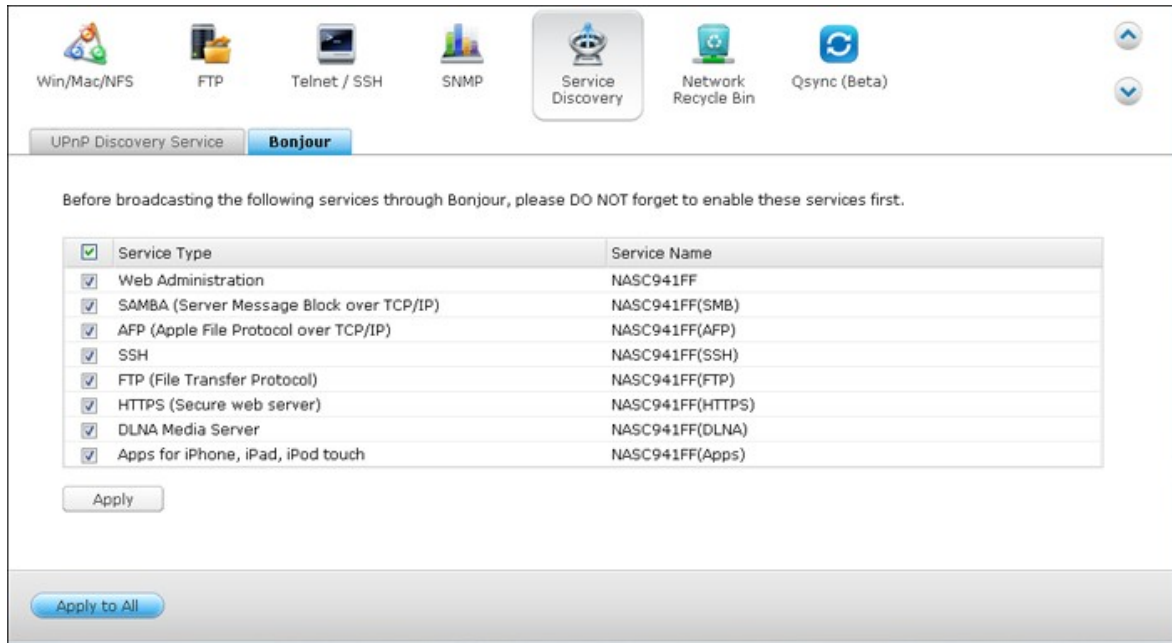 Win/Mac/NFS
FTP
Telnet / SSH
SNMP
Service
Discovery
Network
Recycle Bin
Qsync (Beta)
UPnP Discovery Service
Bonjour
Before broadcasting the following services through Bonjour, please DO NOT forget to enable these services first.
Service Type Service Name
Web Administration NASC941FF
SAMBA (Server Message Block over TCP/IP) NASC941FF(SMB)
AFP (Apple File Protocol over TCP/IP) NASC941FF(AFP)
SSH NASC941FF(SSH)
FTP (File Transfer Protocol) NASC941FF(FTP)
HTTPS (Secure web server) NASC941FF(HTTPS)
DLNA Media Server NASC941FF(DLNA)
Apps for iPhone, iPad, iPod touch NASC941FF(Apps)
Apply
Apply to All